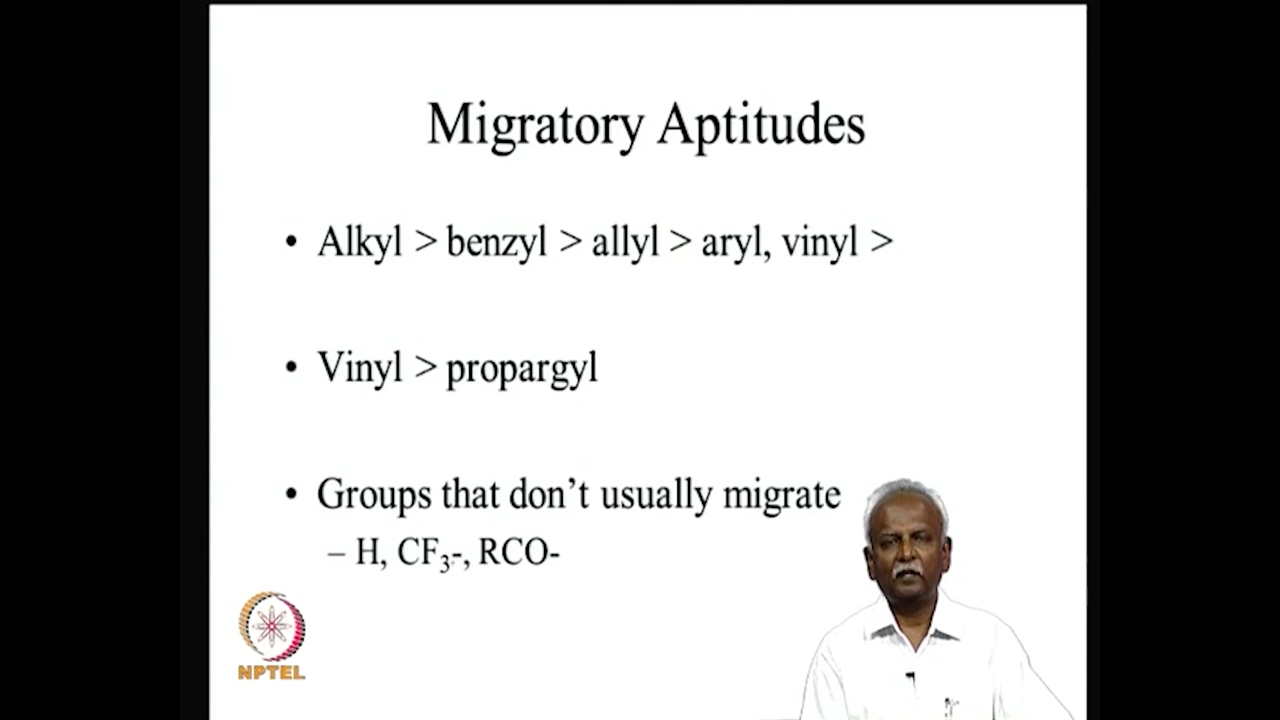 Migratory Aptitudes
• Alkyl > benzyl > allyl > aryl, vinyl >
• Vinyl > propargyl
• Groups that don't usually migrate
– H, CF₃-, RCO-
NPTEL